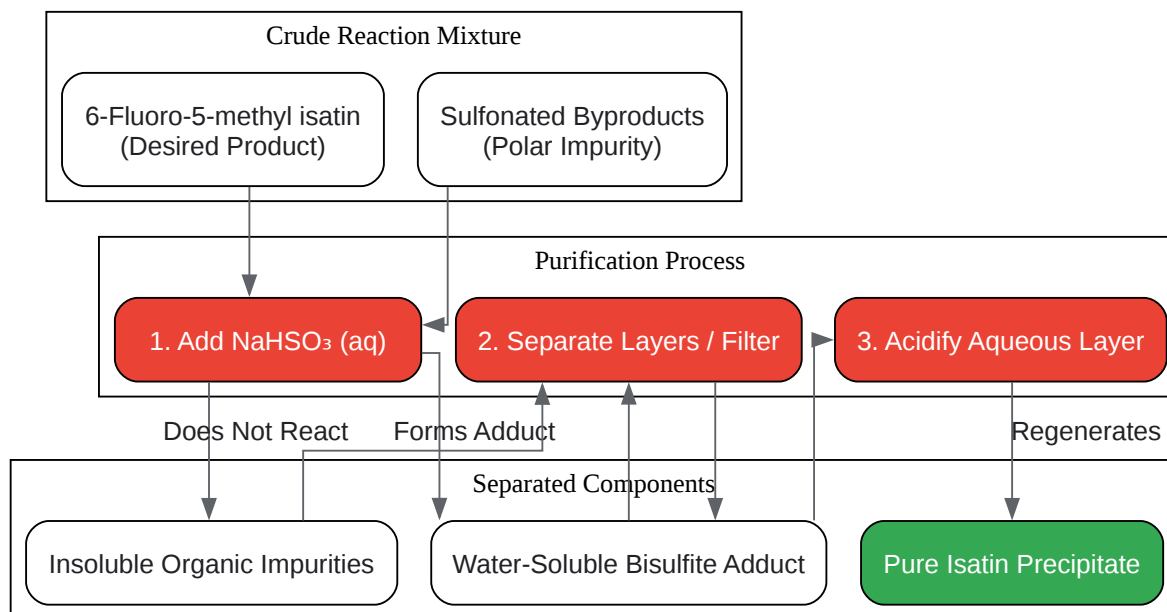 Crude Reaction Mixture
6-Fluoro-5-methyl isatin
(Desired Product)
Sulfonated Byproducts
(Polar Impurity)
Purification Process
1. Add NaHSO₃ (aq)
2. Separate Layers / Filter
3. Acidify Aqueous Layer
Does Not React
Forms Adduct
Regenerates
Separated Components
Insoluble Organic Impurities
Water-Soluble Bisulfite Adduct
Pure Isatin Precipitate